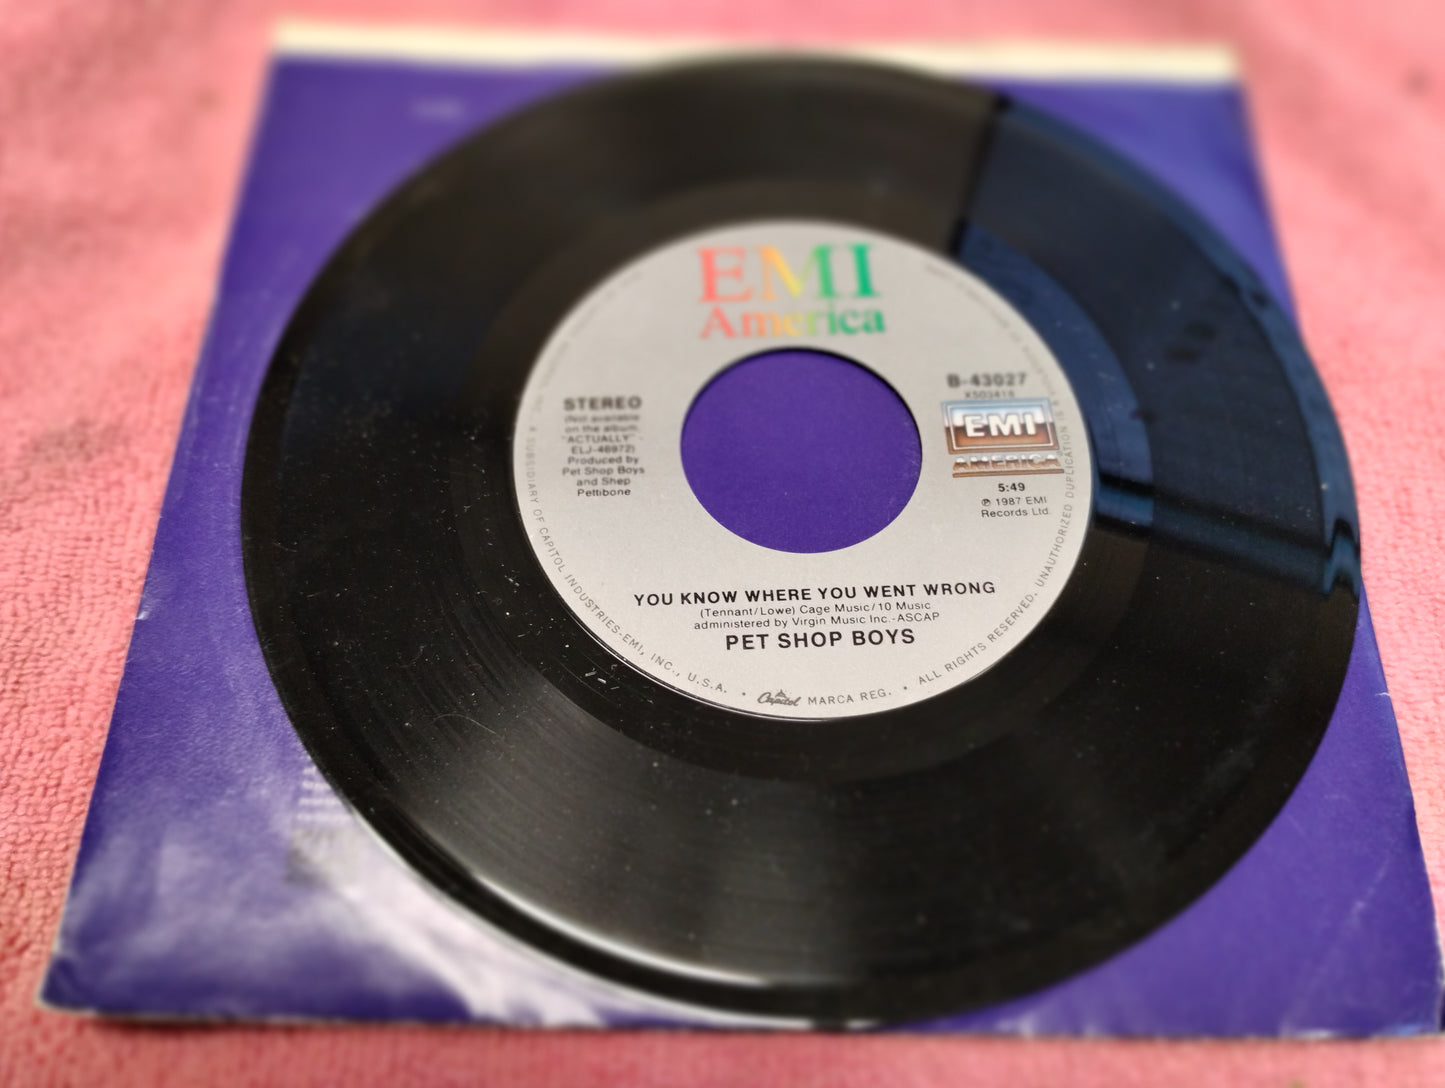 EMI
America
STEREO
(Not available
on the album,
"ACTUALLY" -
ELJ-46972)
Produced by
Pet Shop Boys
and Shep
Pettibone
B-43027
X503418
EMI
AMERICA
5:49
℗ 1987 EMI
Records Ltd.
YOU KNOW WHERE YOU WENT WRONG
(Tennant/Lowe) Cage Music/10 Music
administered by Virgin Music Inc.-ASCAP
PET SHOP BOYS
A SUBSIDIARY OF CAPITOL INDUSTRIES-EMI, INC., U.S.A. • Capitol MARCA REG. • ALL RIGHTS RESERVED. UNAUTHORIZED DUPLICATION IS A